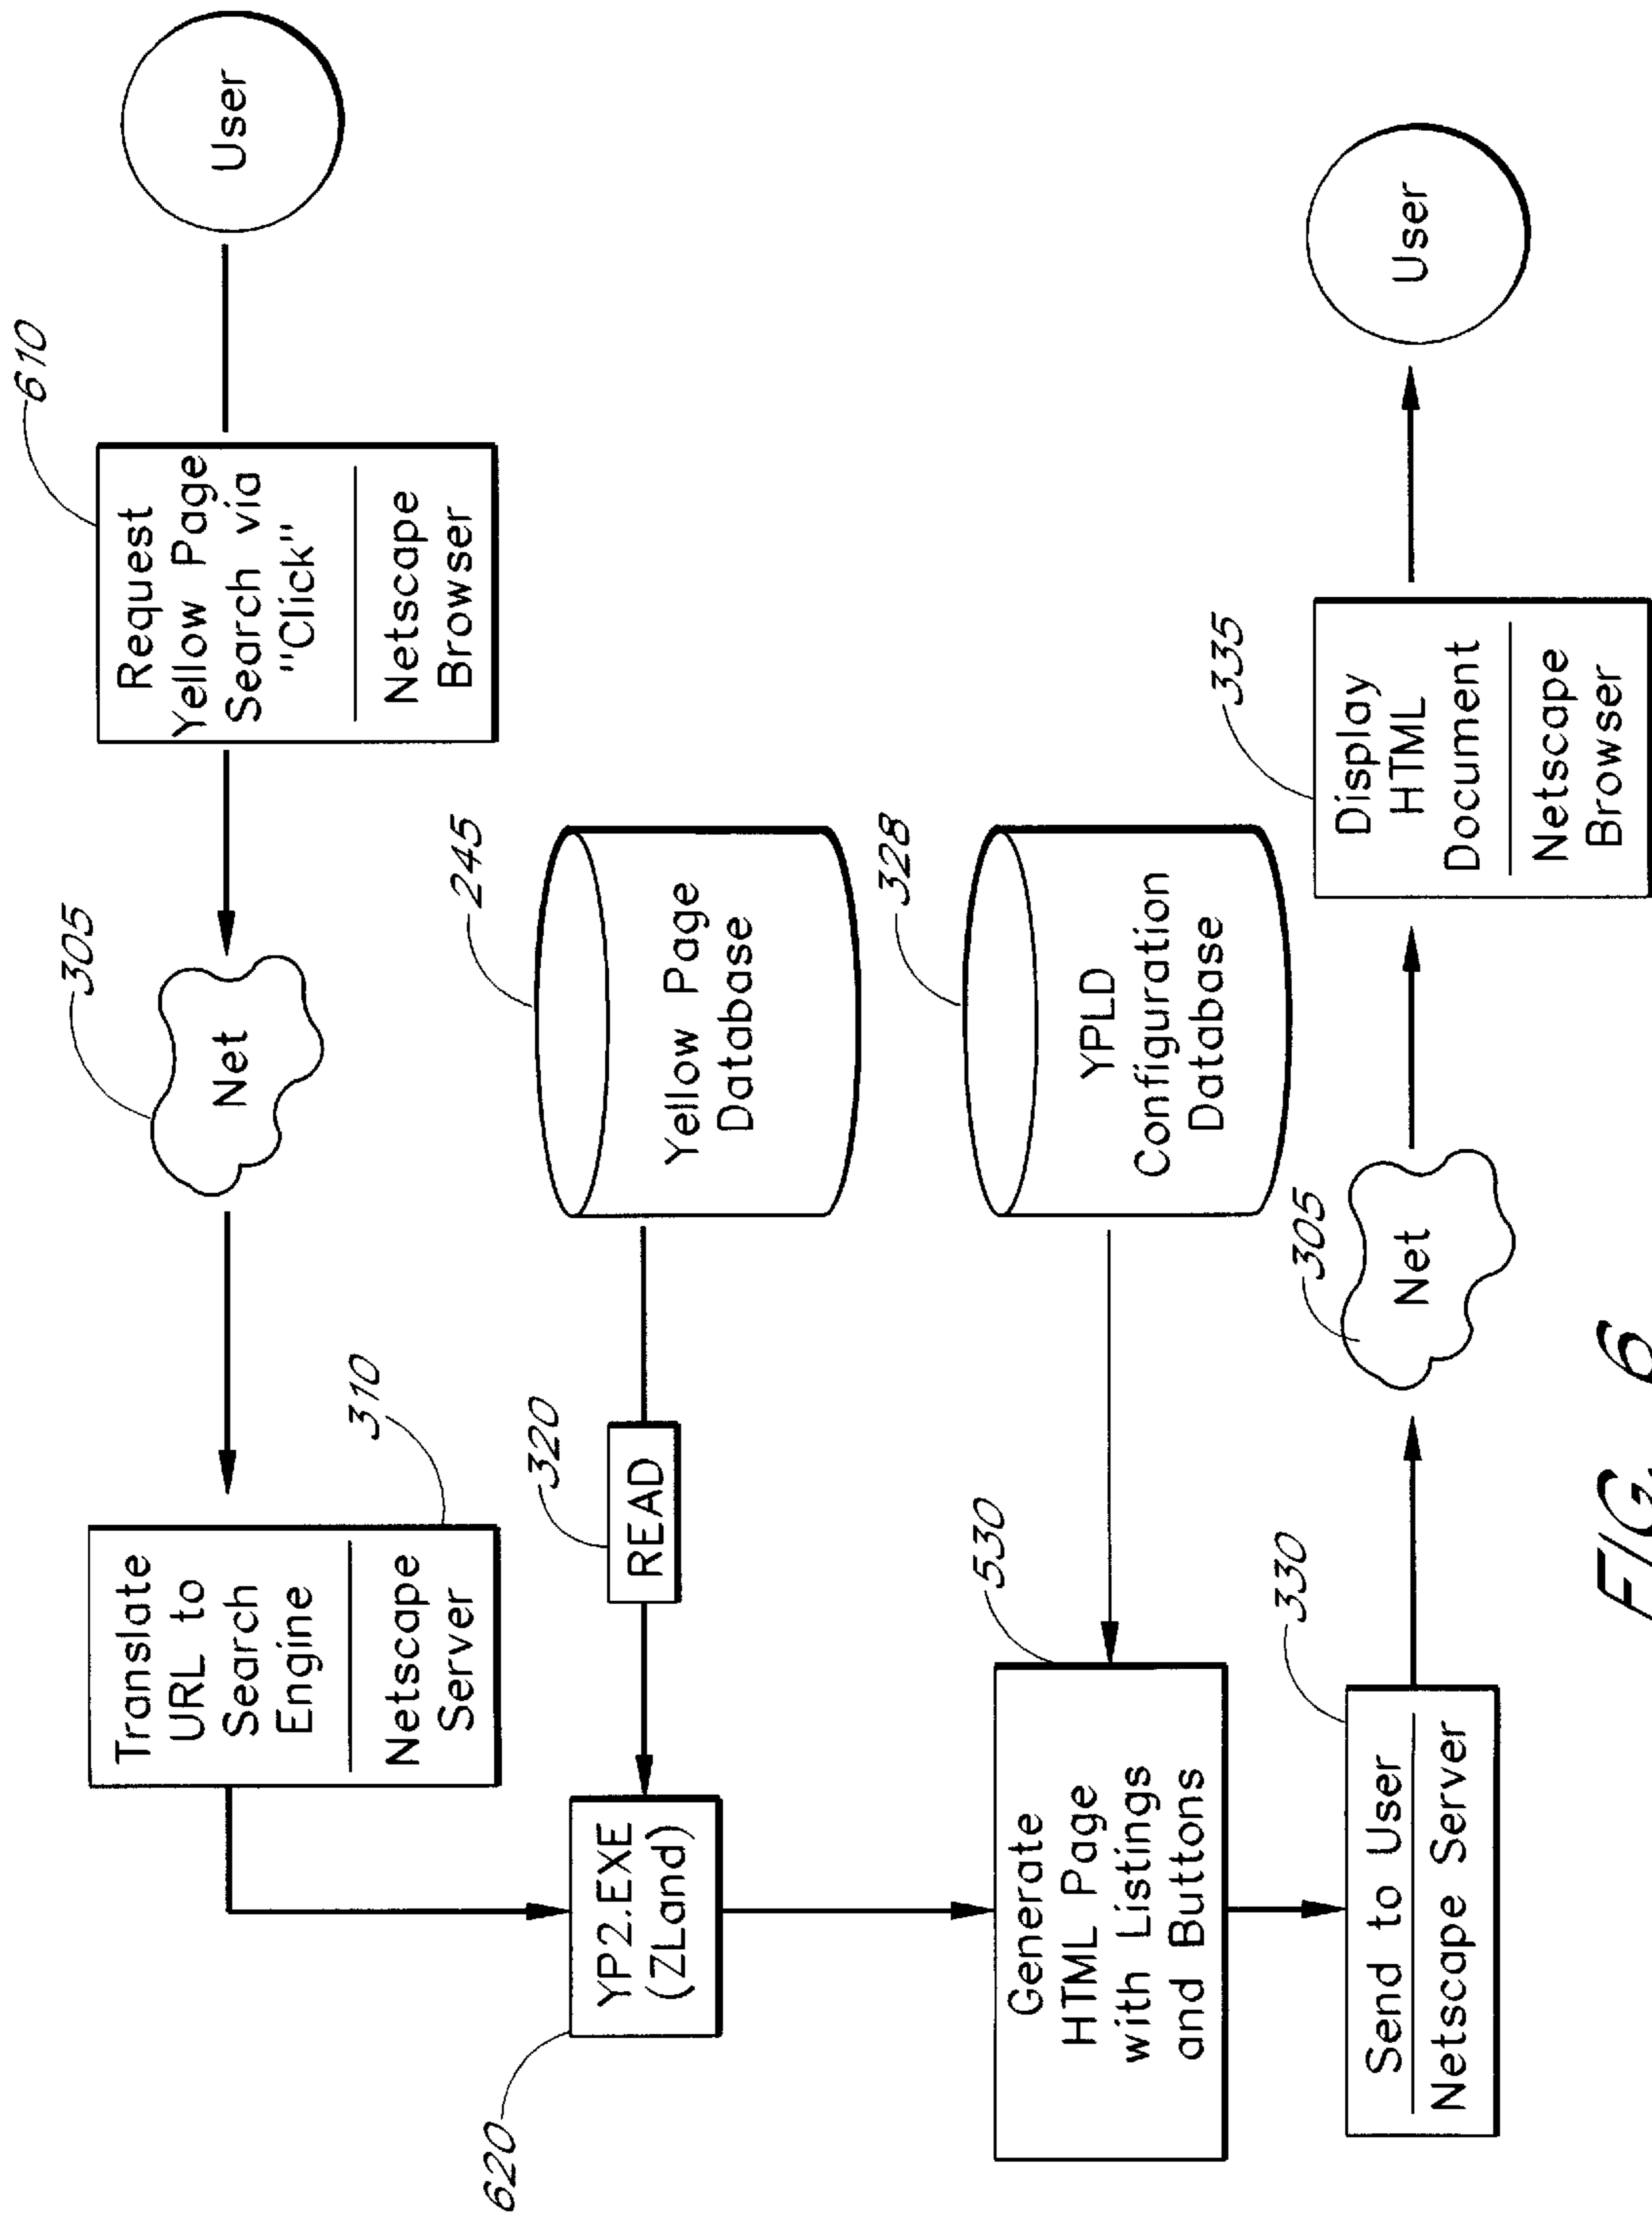 User
610
Request
Yellow Page
Search via
"Click"
Netscape
Browser
305
Net
310
Translate
URL to
Search
Engine
Netscape
Server
245
Yellow Page
Database
320
READ
620
YP2.EXE
(ZLand)
328
YPLD
Configuration
Database
530
Generate
HTML Page
with Listings
and Buttons
330
Send to User
Netscape Server
305
Net
335
Display
HTML
Document
Netscape
Browser
User
FIG. 6